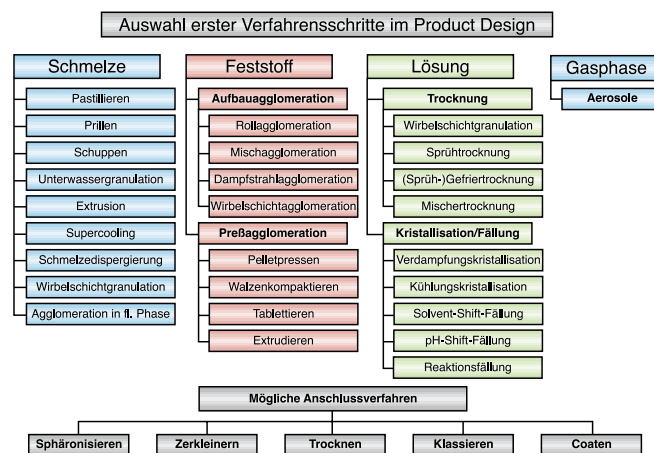 Auswahl erster Verfahrensschritte im Product Design
Schmelze
Pastillieren
Prillen
Schuppen
Unterwassergranulation
Extrusion
Supercooling
Schmelzedispergierung
Wirbelschichtgranulation
Agglomeration in fl. Phase
Feststoff
Aufbauagglomeration
Rollagglomeration
Mischagglomeration
Dampfstrahlagglomeration
Wirbelschichtagglomeration
Preßagglomeration
Pelletpressen
Walzenkompaktieren
Tablettieren
Extrudieren
Lösung
Trocknung
Wirbelschichtgranulation
Sprühtrocknung
(Sprüh-)Gefriertrocknung
Mischertrocknung
Kristallisation/Fällung
Verdampfungskristallisation
Kühlungskristallisation
Solvent-Shift-Fällung
pH-Shift-Fällung
Reaktionsfällung
Gasphase
Aerosole
Mögliche Anschlussverfahren
Sphäronisieren
Zerkleinern
Trocknen
Klassieren
Coaten